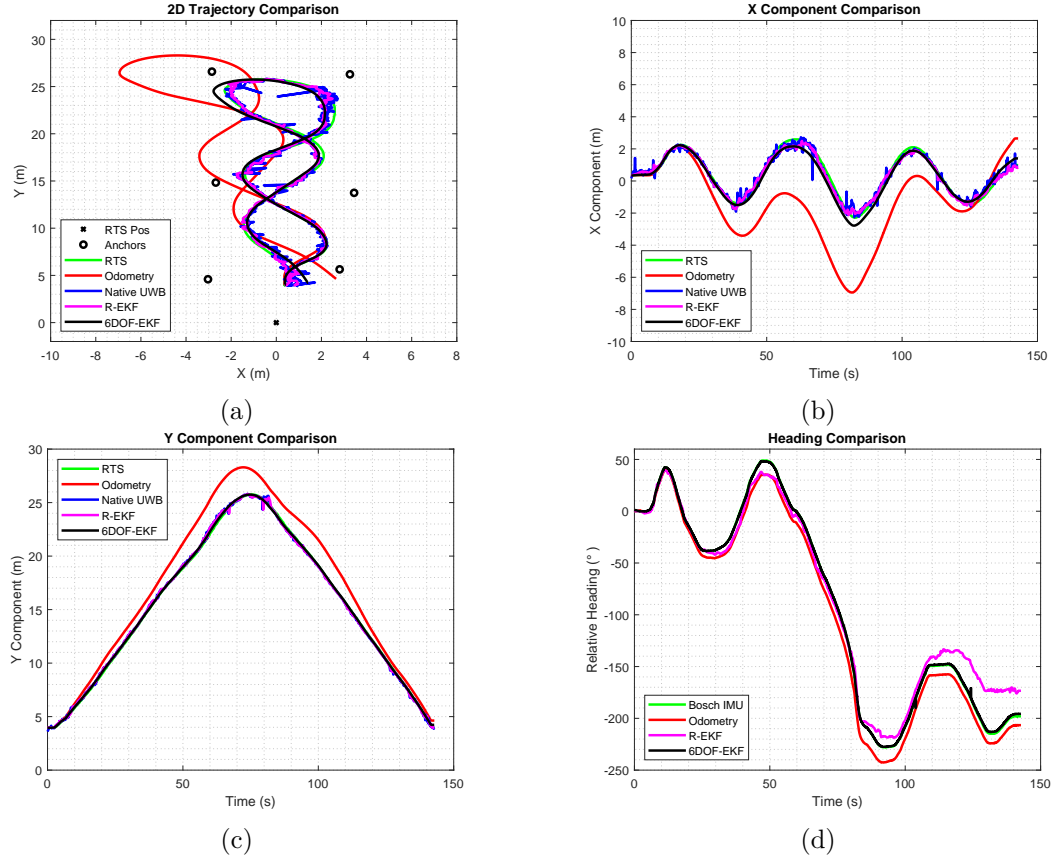 2D Trajectory Comparison
30
25
20
15
10
5
0
Y (m)
RTS Pos
Anchors
RTS
Odometry
Native UWB
R-EKF
6DOF-EKF
-10 -8 -6 -4 -2 0 2 4 6 8
X (m)
(a)
X Component Comparison
10
8
6
4
2
0
-2
-4
-6
-8
-10
X Component (m)
RTS
Odometry
Native UWB
R-EKF
6DOF-EKF
0 50 100 150
Time (s)
(b)
Y Component Comparison
30
25
20
15
10
5
0
Y Component (m)
RTS
Odometry
Native UWB
R-EKF
6DOF-EKF
0 50 100 150
Time (s)
(c)
Heading Comparison
50
0
-50
-100
-150
-200
-250
Relative Heading (° )
Bosch IMU
Odometry
R-EKF
6DOF-EKF
0 50 100 150
Time (s)
(d)